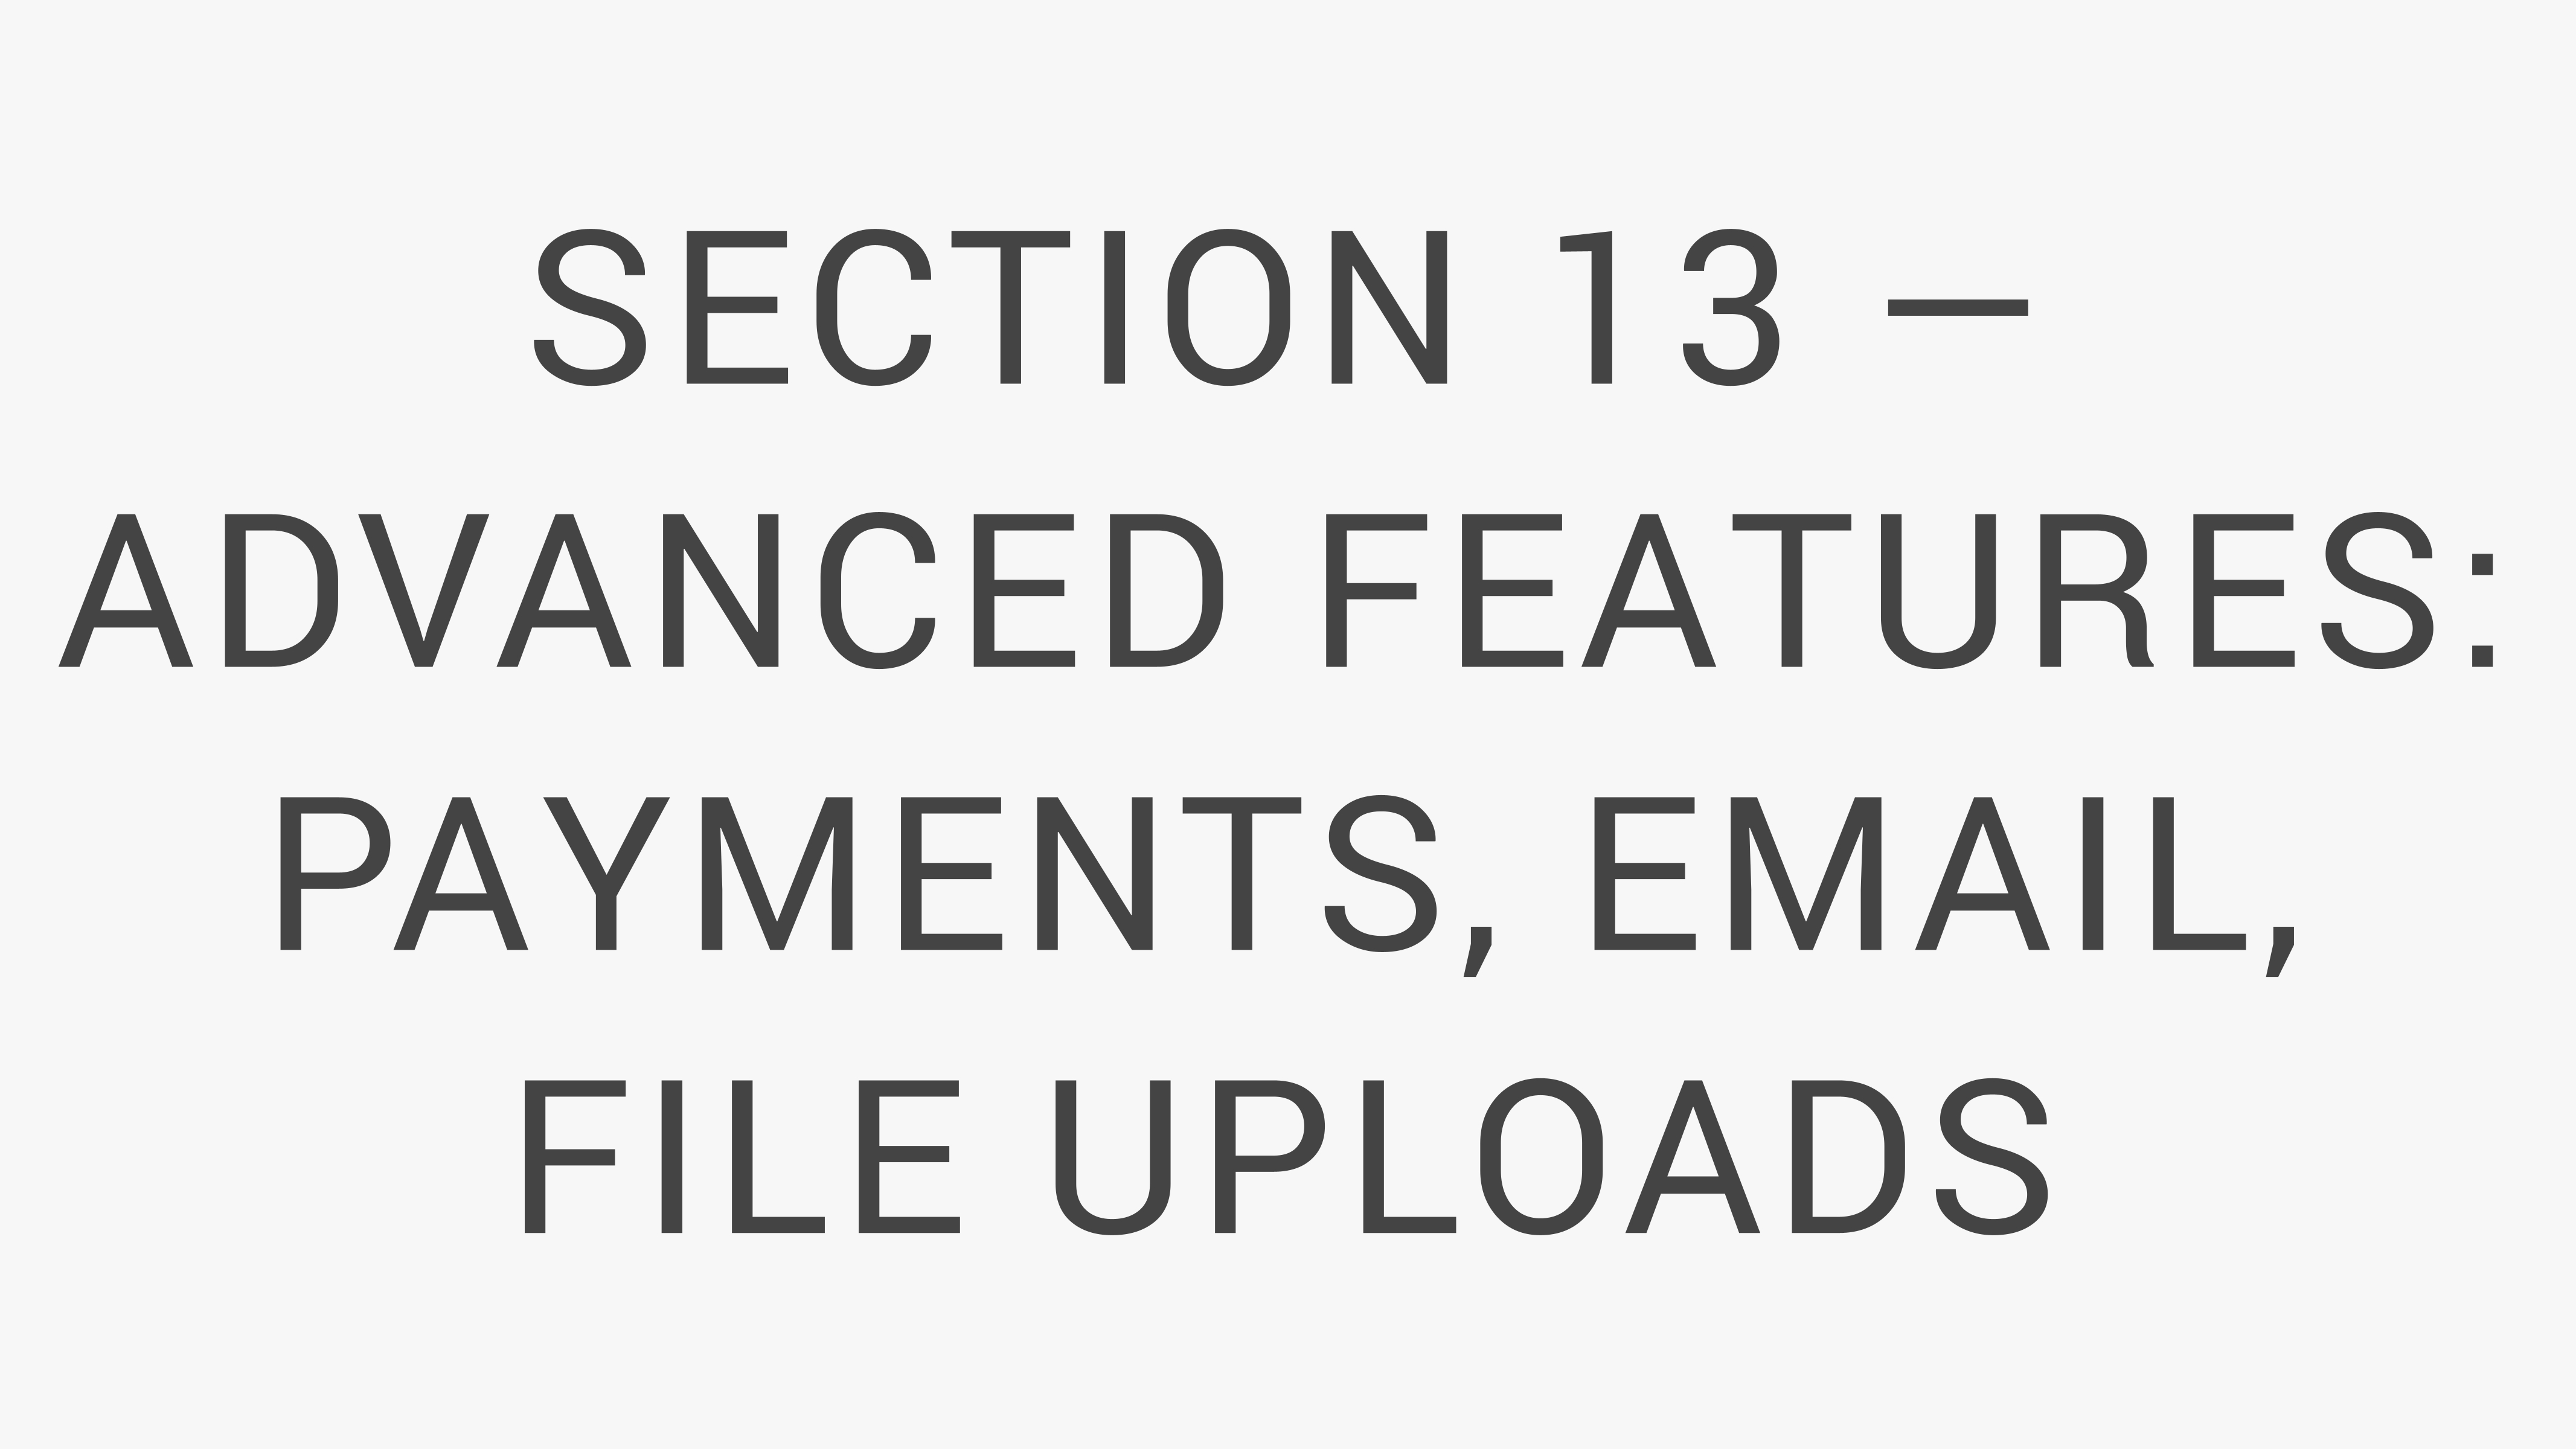 SECTION 13 –
ADVANCED FEATURES:
PAYMENTS, EMAIL,
FILE UPLOADS